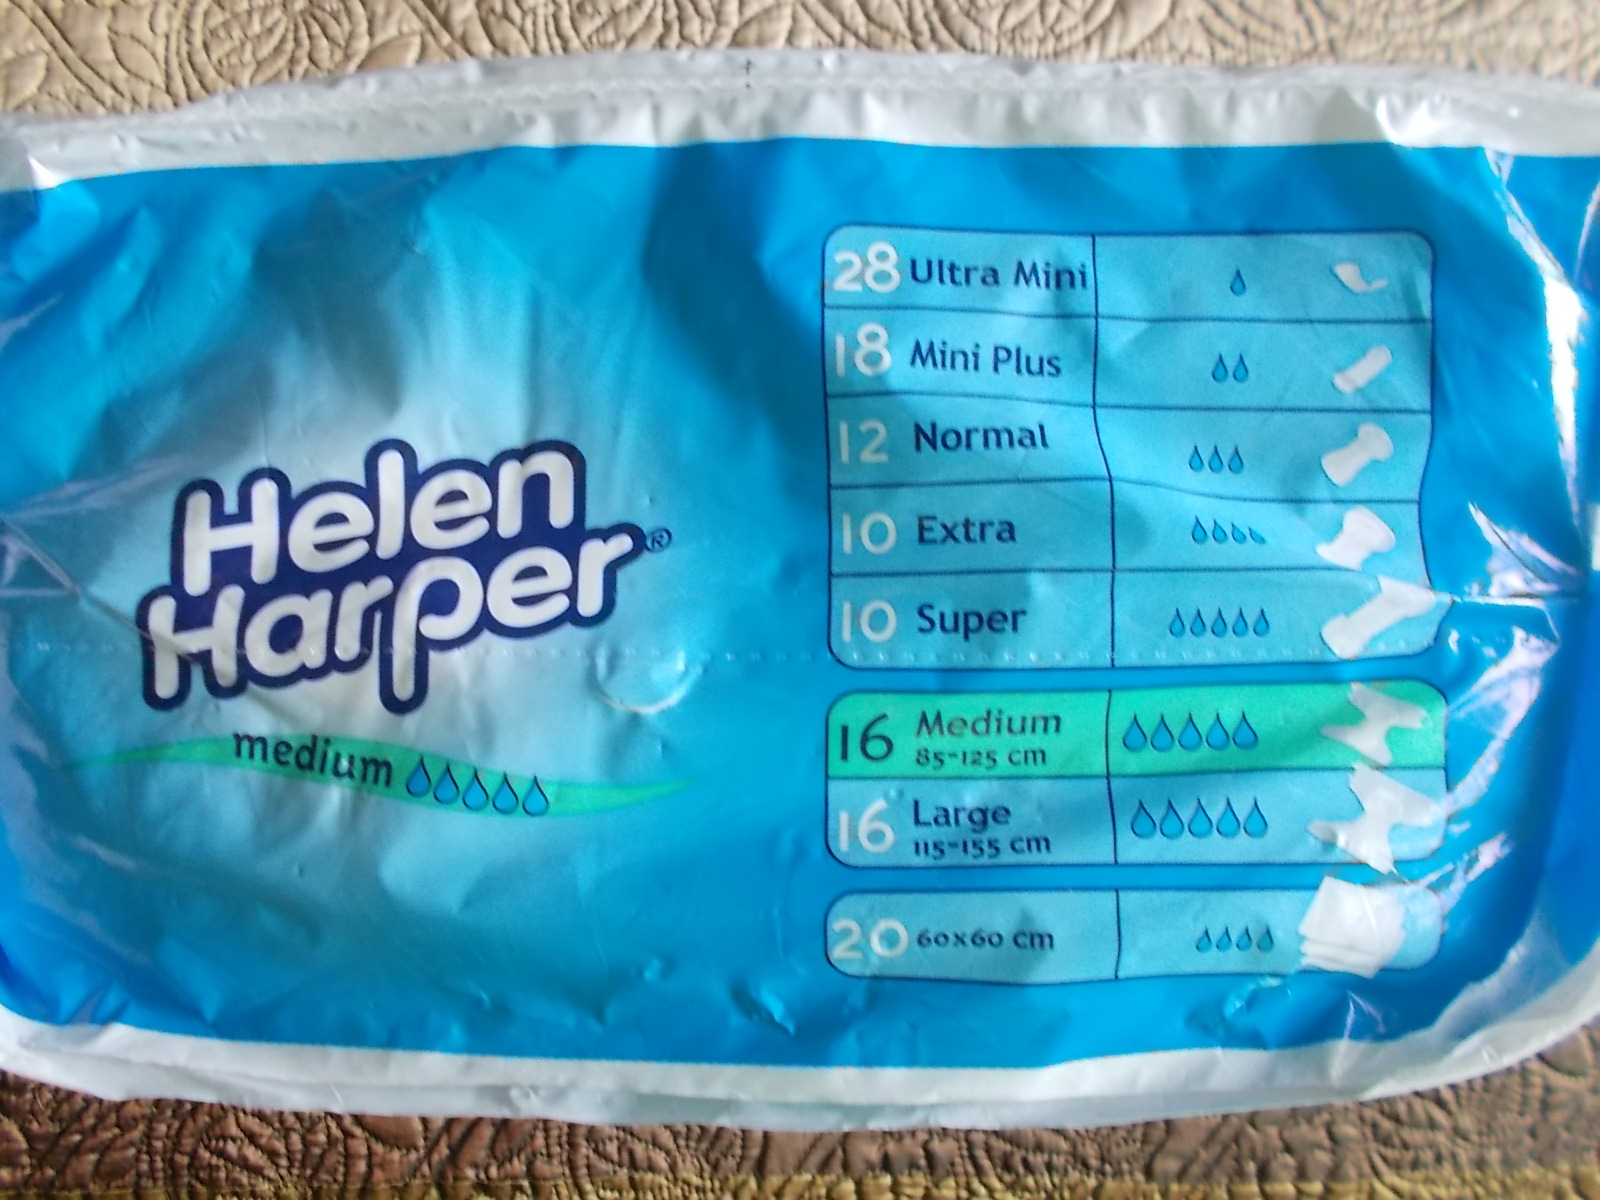 Helen
Harper®
medium
28 Ultra Mini
18 Mini Plus
12 Normal
10 Extra
10 Super
16 Medium
85-125 cm
16 Large
115-155 cm
20 60x60 cm